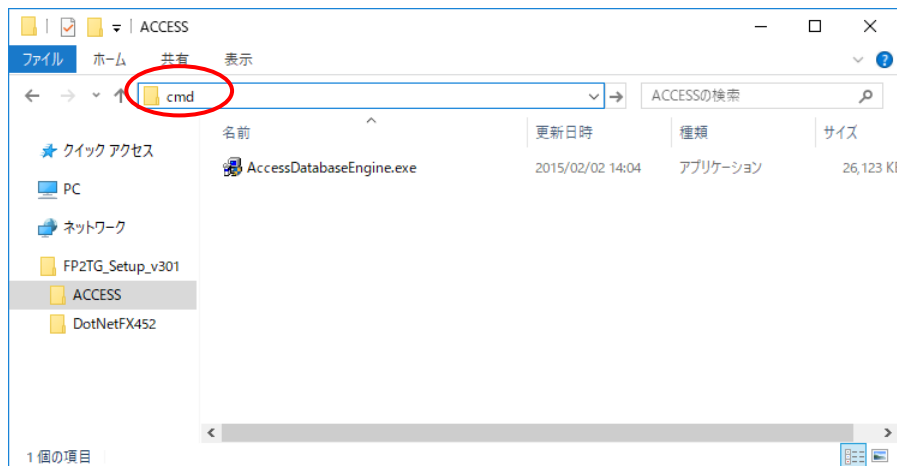 ACCESS
ファイル ホーム 共有 表示
cmd ACCESSの検索
名前 更新日時 種類 サイズ
クイック アクセス
AccessDatabaseEngine.exe 2015/02/02 14:04 アプリケーション 26,123 KB
PC
ネットワーク
FP2TG_Setup_v301
ACCESS
DotNetFX452
1 個の項目